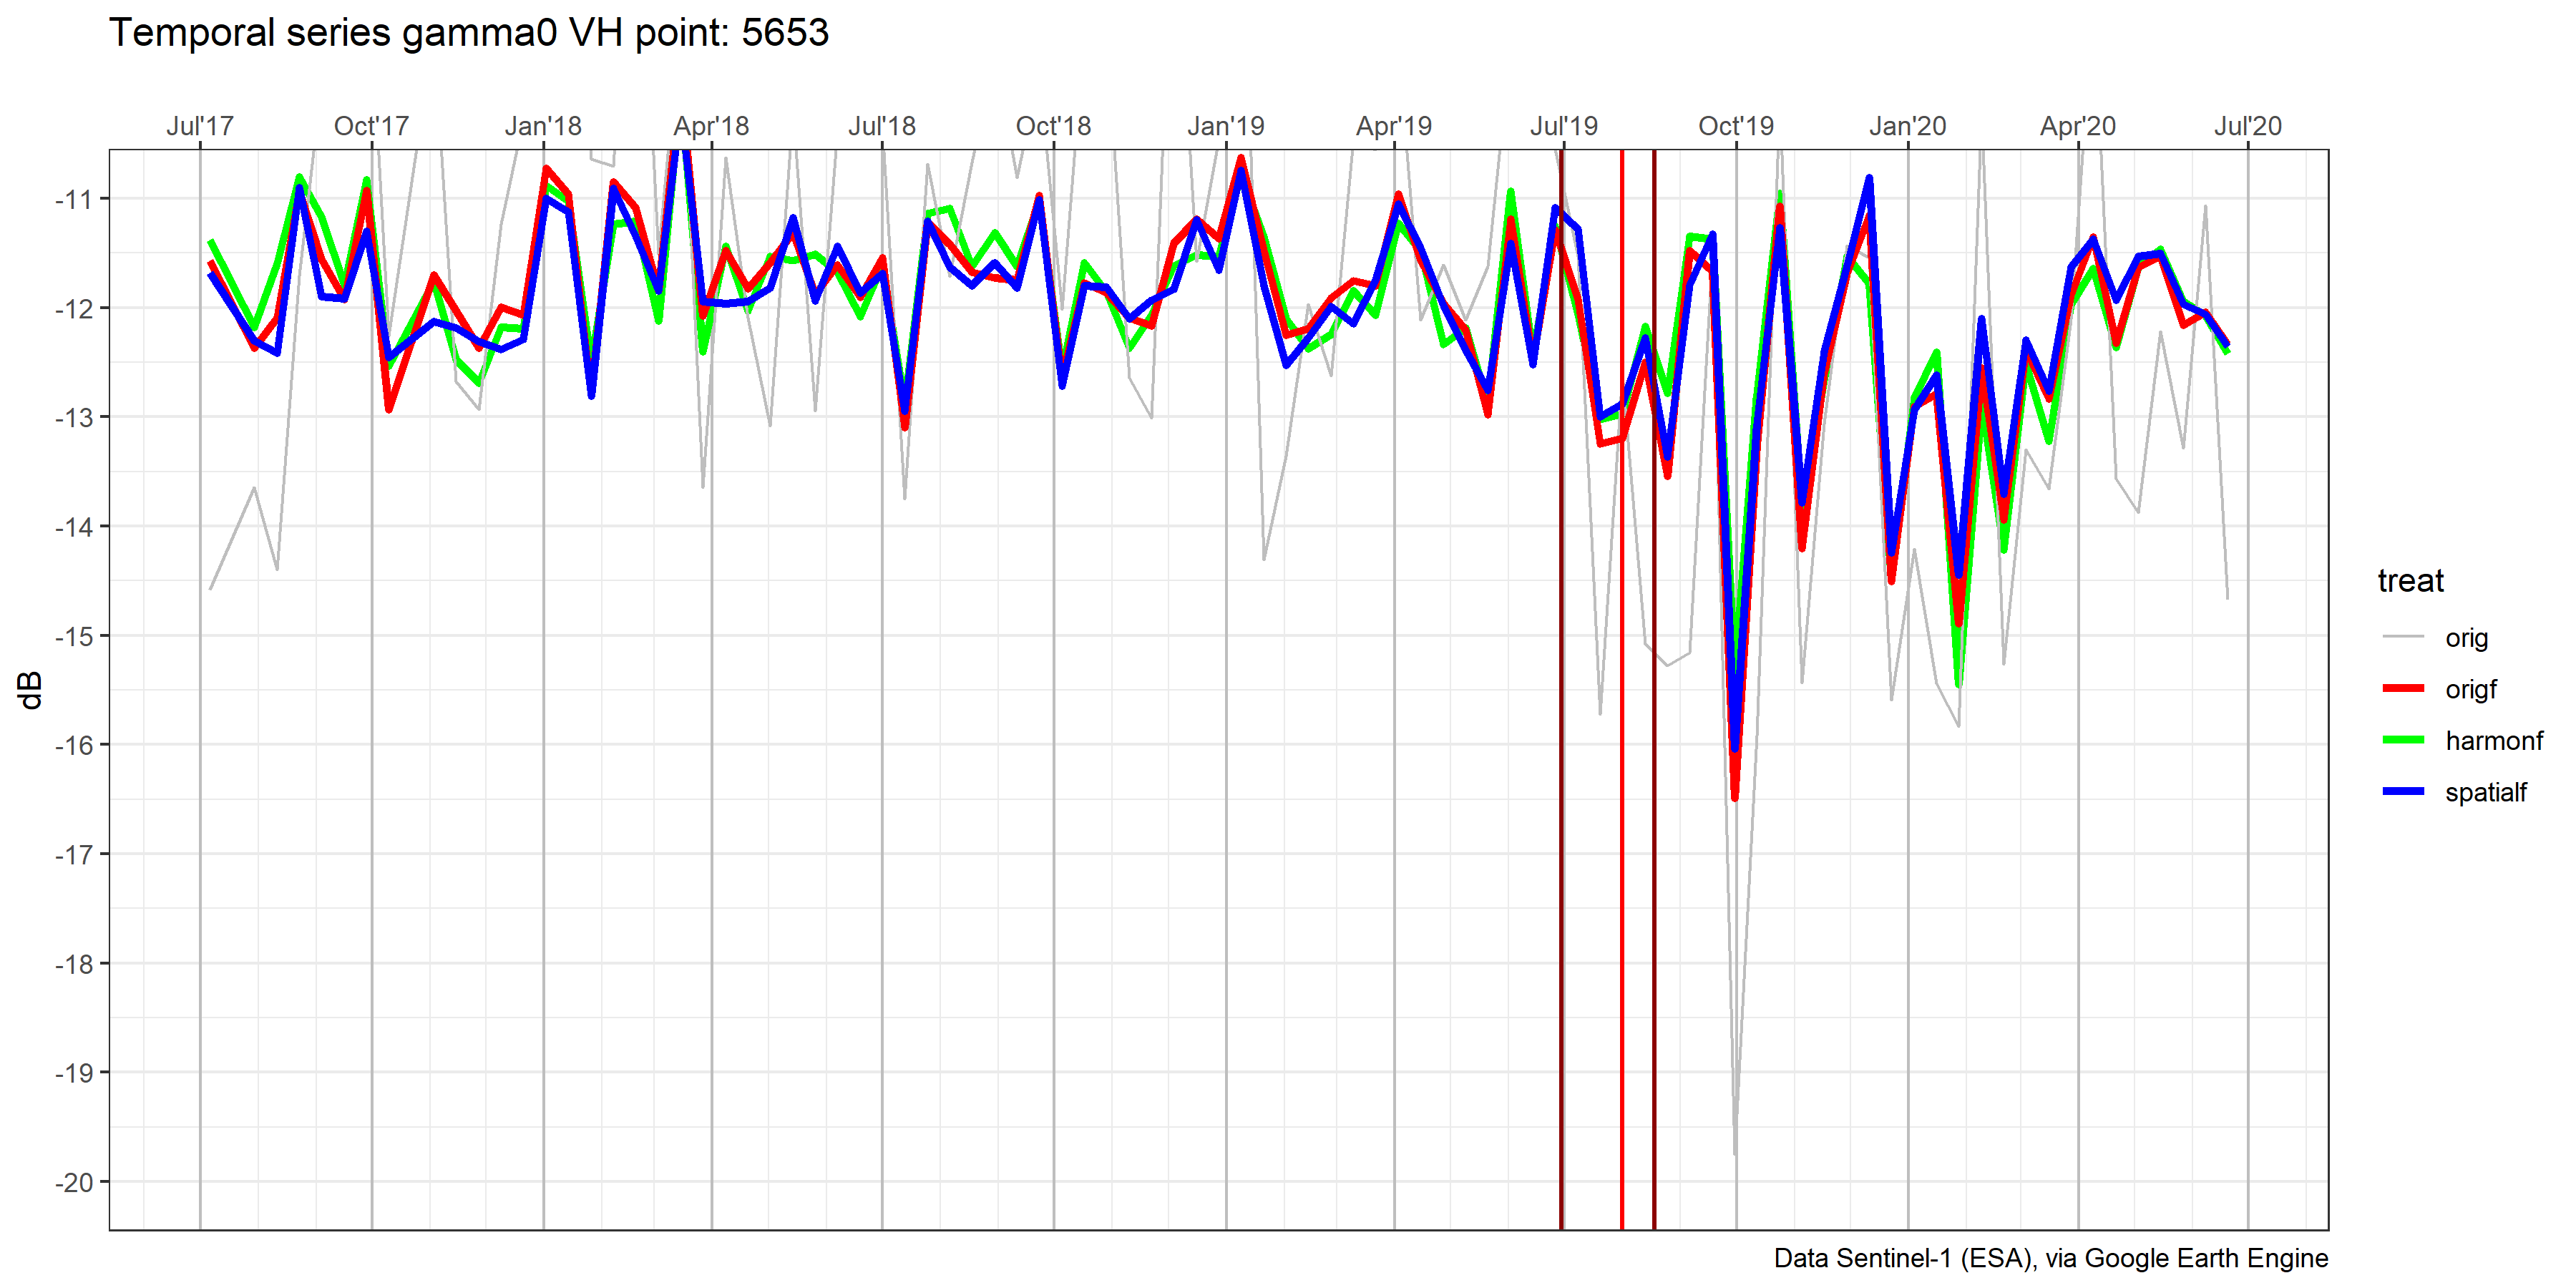 Temporal series gamma0 VH point: 5653
Jul'17 Oct'17 Jan'18 Apr'18 Jul'18 Oct'18 Jan'19 Apr'19 Jul'19 Oct'19 Jan'20 Apr'20 Jul'20
-11
-12
-13
-14
-15
-16
-17
-18
-19
-20
dB
treat
orig
origf
harmonf
spatialf
Data Sentinel-1 (ESA), via Google Earth Engine